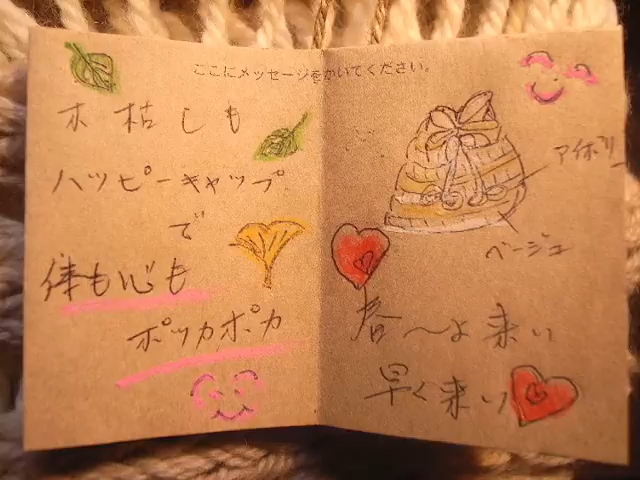 ここにメッセージをかいてください。
木枯しも
ハッピーキャップ
で
体も心も
ポッカポカ
アイボリー
ベージュ
春〜よ来い
早く来い